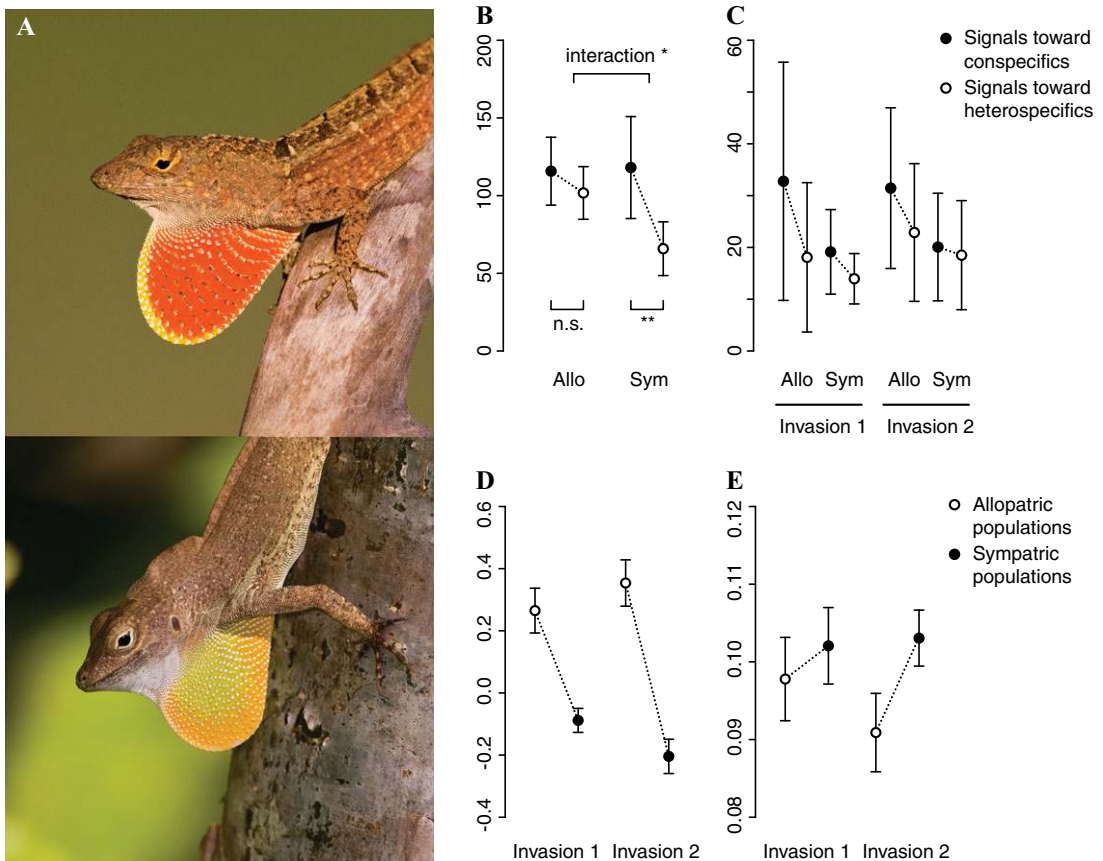 A
B
200
150
100
50
0
interaction *
n.s.
**
Allo Sym
C
60
40
20
0
Signals toward
conspecifics
Signals toward
heterospecifics
Allo Sym Allo Sym
Invasion 1 Invasion 2
D
0.6
0.4
0.2
0.0
-0.2
-0.4
Invasion 1 Invasion 2
E
0.12
0.11
0.10
0.09
0.08
Allopatric
populations
Sympatric
populations
Invasion 1 Invasion 2